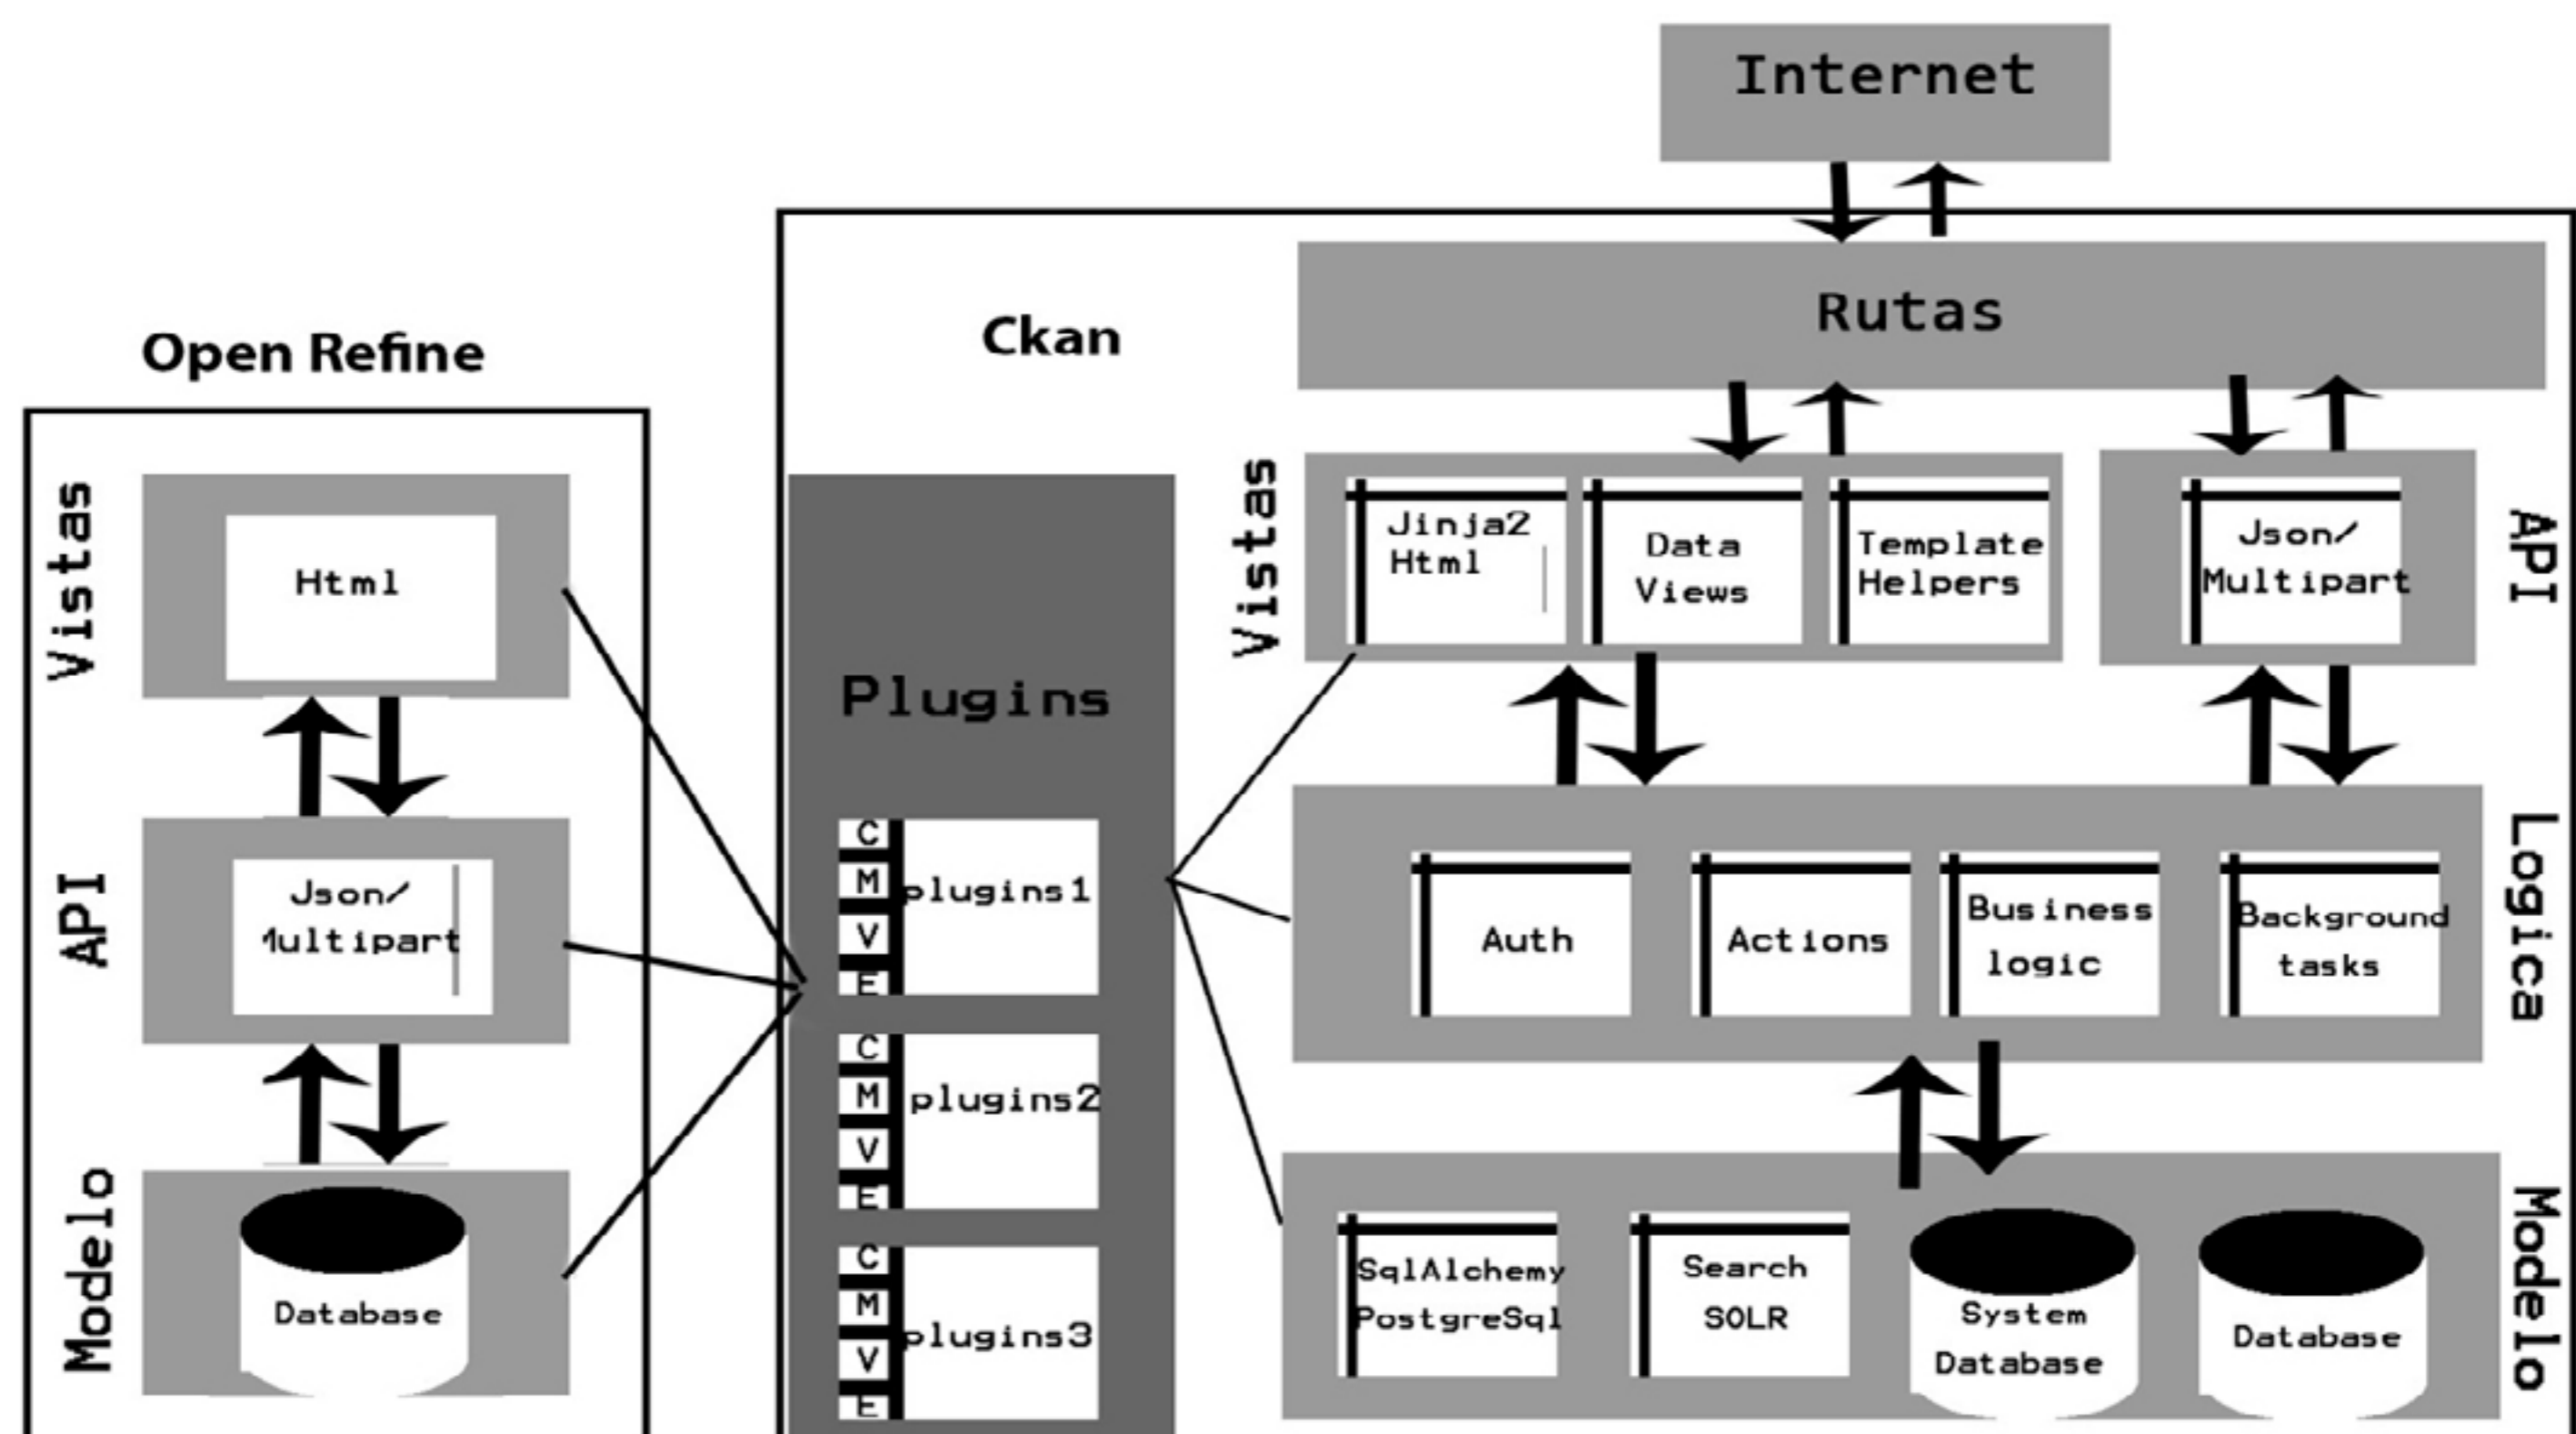 Internet
Ckan
Rutas
Open Refine
Vistas
Html
API
Json/
Multipart
Modelo
Database
Plugins
C
M
V
E
plugins1
C
M
V
E
plugins2
C
M
V
E
plugins3
Vistas
Jinja2
Html
Data
Views
Template
Helpers
Json/
Multipart
API
Auth
Actions
Business
logic
Background
tasks
Logica
SqlAlchemy
PostgreSql
Search
SOLR
System
Database
Database
Modelo